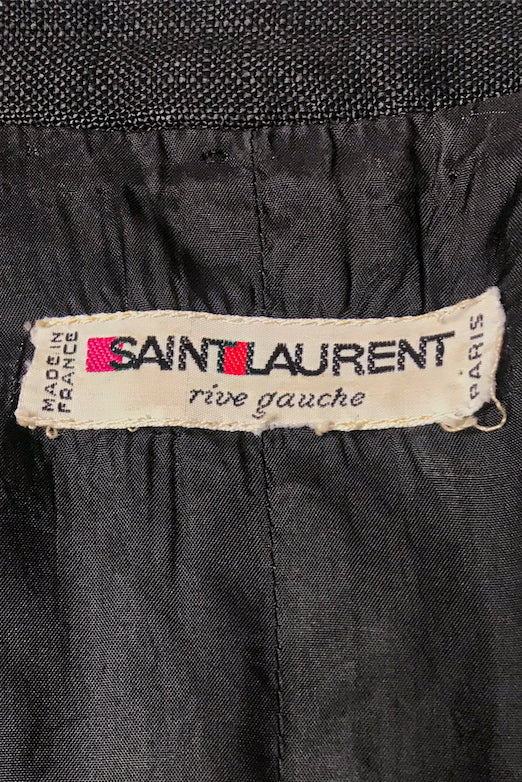 MADE IN
FRANCE
SAINT LAURENT
rive gauche
PARIS